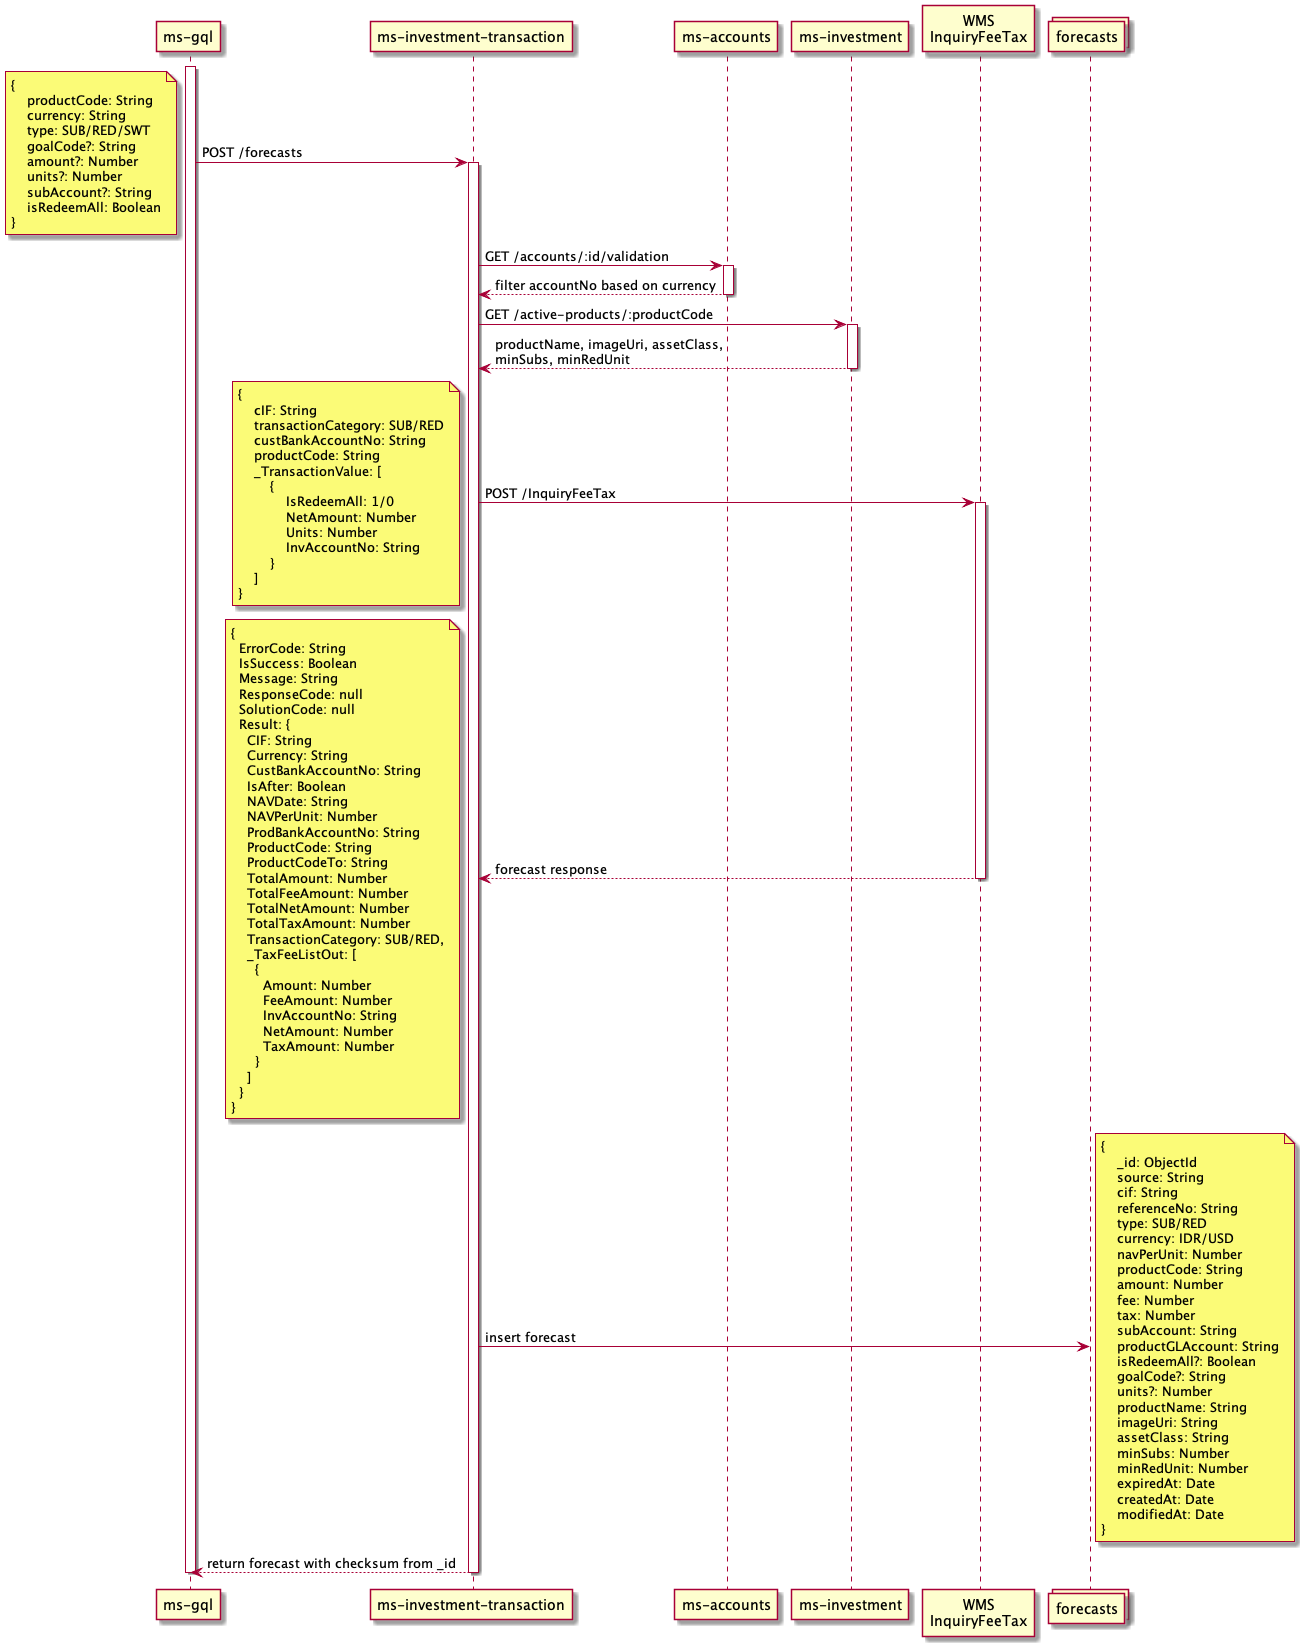 ms-gql
ms-investment-transaction
ms-accounts
ms-investment
WMS
InquiryFeeTax
forecasts
{
productCode: String
currency: String
type: SUB/RED/SWT
goalCode?: String
amount?: Number
units?: Number
subAccount?: String
isRedeemAll: Boolean
}
POST /forecasts
GET /accounts/:id/validation
filter accountNo based on currency
GET /active-products/:productCode
productName, imageUri, assetClass,
minSubs, minRedUnit
{
cIF: String
transactionCategory: SUB/RED
custBankAccountNo: String
productCode: String
_TransactionValue: [
{
IsRedeemAll: 1/0
NetAmount: Number
Units: Number
InvAccountNo: String
}
]
}
POST /InquiryFeeTax
{
ErrorCode: String
IsSuccess: Boolean
Message: String
ResponseCode: null
SolutionCode: null
Result: {
CIF: String
Currency: String
CustBankAccountNo: String
IsAfter: Boolean
NAVDate: String
NAVPerUnit: Number
ProdBankAccountNo: String
ProductCode: String
ProductCodeTo: String
TotalAmount: Number
TotalFeeAmount: Number
TotalNetAmount: Number
TotalTaxAmount: Number
TransactionCategory: SUB/RED,
_TaxFeeListOut: [
{
Amount: Number
FeeAmount: Number
InvAccountNo: String
NetAmount: Number
TaxAmount: Number
}
]
}
}
forecast response
{
_id: ObjectId
source: String
cif: String
referenceNo: String
type: SUB/RED
currency: IDR/USD
navPerUnit: Number
productCode: String
amount: Number
fee: Number
tax: Number
subAccount: String
productGLAccount: String
isRedeemAll?: Boolean
goalCode?: String
units?: Number
productName: String
imageUri: String
assetClass: String
minSubs: Number
minRedUnit: Number
expiredAt: Date
createdAt: Date
modifiedAt: Date
}
insert forecast
return forecast with checksum from _id
ms-gql
ms-investment-transaction
ms-accounts
ms-investment
WMS
InquiryFeeTax
forecasts